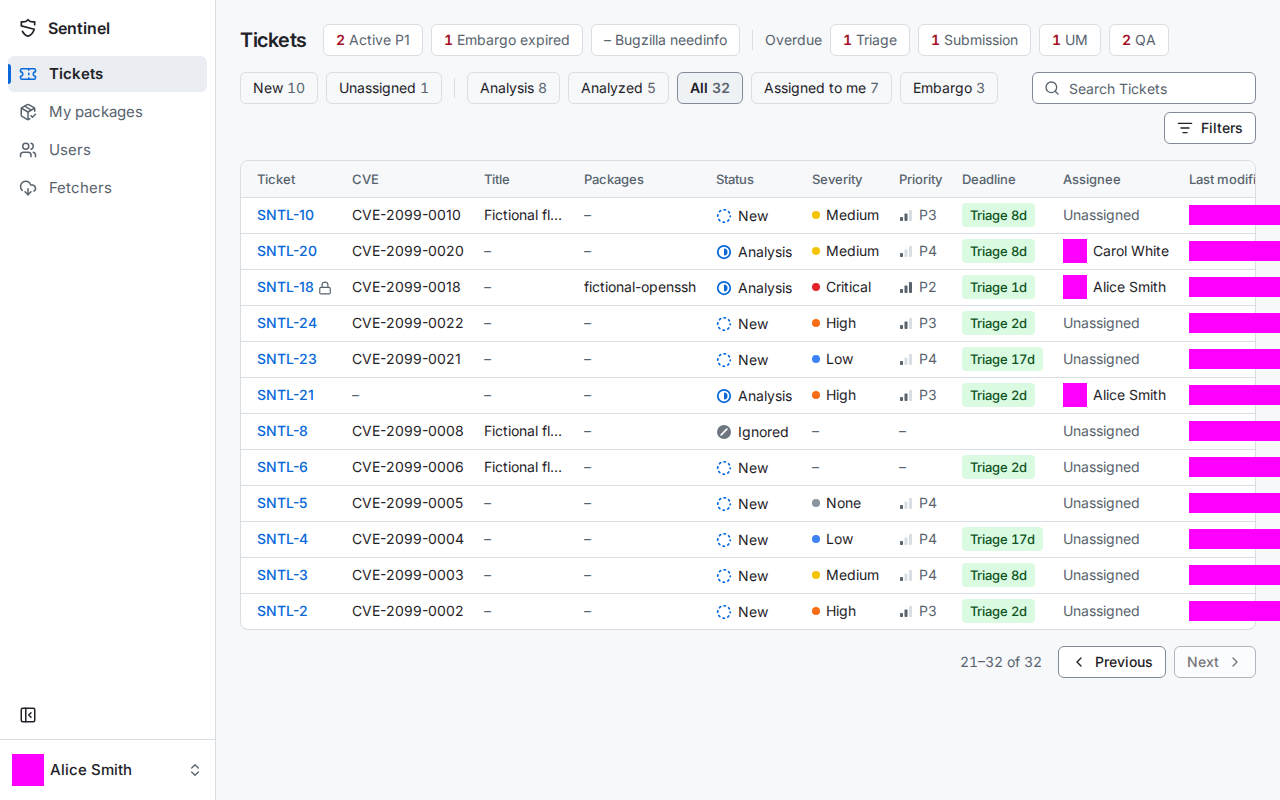 Sentinel
Tickets
My packages
Users
Fetchers
Alice Smith
Tickets 2 Active P1 1 Embargo expired – Bugzilla needinfo Overdue 1 Triage 1 Submission 1 UM 2 QA
New 10 Unassigned 1 Analysis 8 Analyzed 5 All 32 Assigned to me 7 Embargo 3 Search Tickets
Filters
Ticket CVE Title Packages Status Severity Priority Deadline Assignee Last modifi
SNTL-10 CVE-2099-0010 Fictional fl... – New Medium P3 Triage 8d Unassigned
SNTL-20 CVE-2099-0020 – – Analysis Medium P4 Triage 8d Carol White
SNTL-18 CVE-2099-0018 – fictional-openssh Analysis Critical P2 Triage 1d Alice Smith
SNTL-24 CVE-2099-0022 – – New High P3 Triage 2d Unassigned
SNTL-23 CVE-2099-0021 – – New Low P4 Triage 17d Unassigned
SNTL-21 – – – Analysis High P3 Triage 2d Alice Smith
SNTL-8 CVE-2099-0008 Fictional fl... – Ignored – – Unassigned
SNTL-6 CVE-2099-0006 Fictional fl... – New – – Triage 2d Unassigned
SNTL-5 CVE-2099-0005 – – New None P4 Unassigned
SNTL-4 CVE-2099-0004 – – New Low P4 Triage 17d Unassigned
SNTL-3 CVE-2099-0003 – – New Medium P4 Triage 8d Unassigned
SNTL-2 CVE-2099-0002 – – New High P3 Triage 2d Unassigned
21–32 of 32 Previous Next